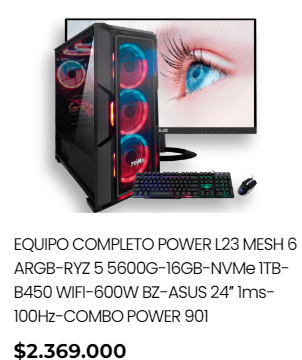 EQUIPO COMPLETO POWER L23 MESH 6
ARGB-RYZ 5 5600G-16GB-NVMe 1TB-
B450 WIFI-600W BZ-ASUS 24" 1ms-
100Hz-COMBO POWER 901
$2.369.000